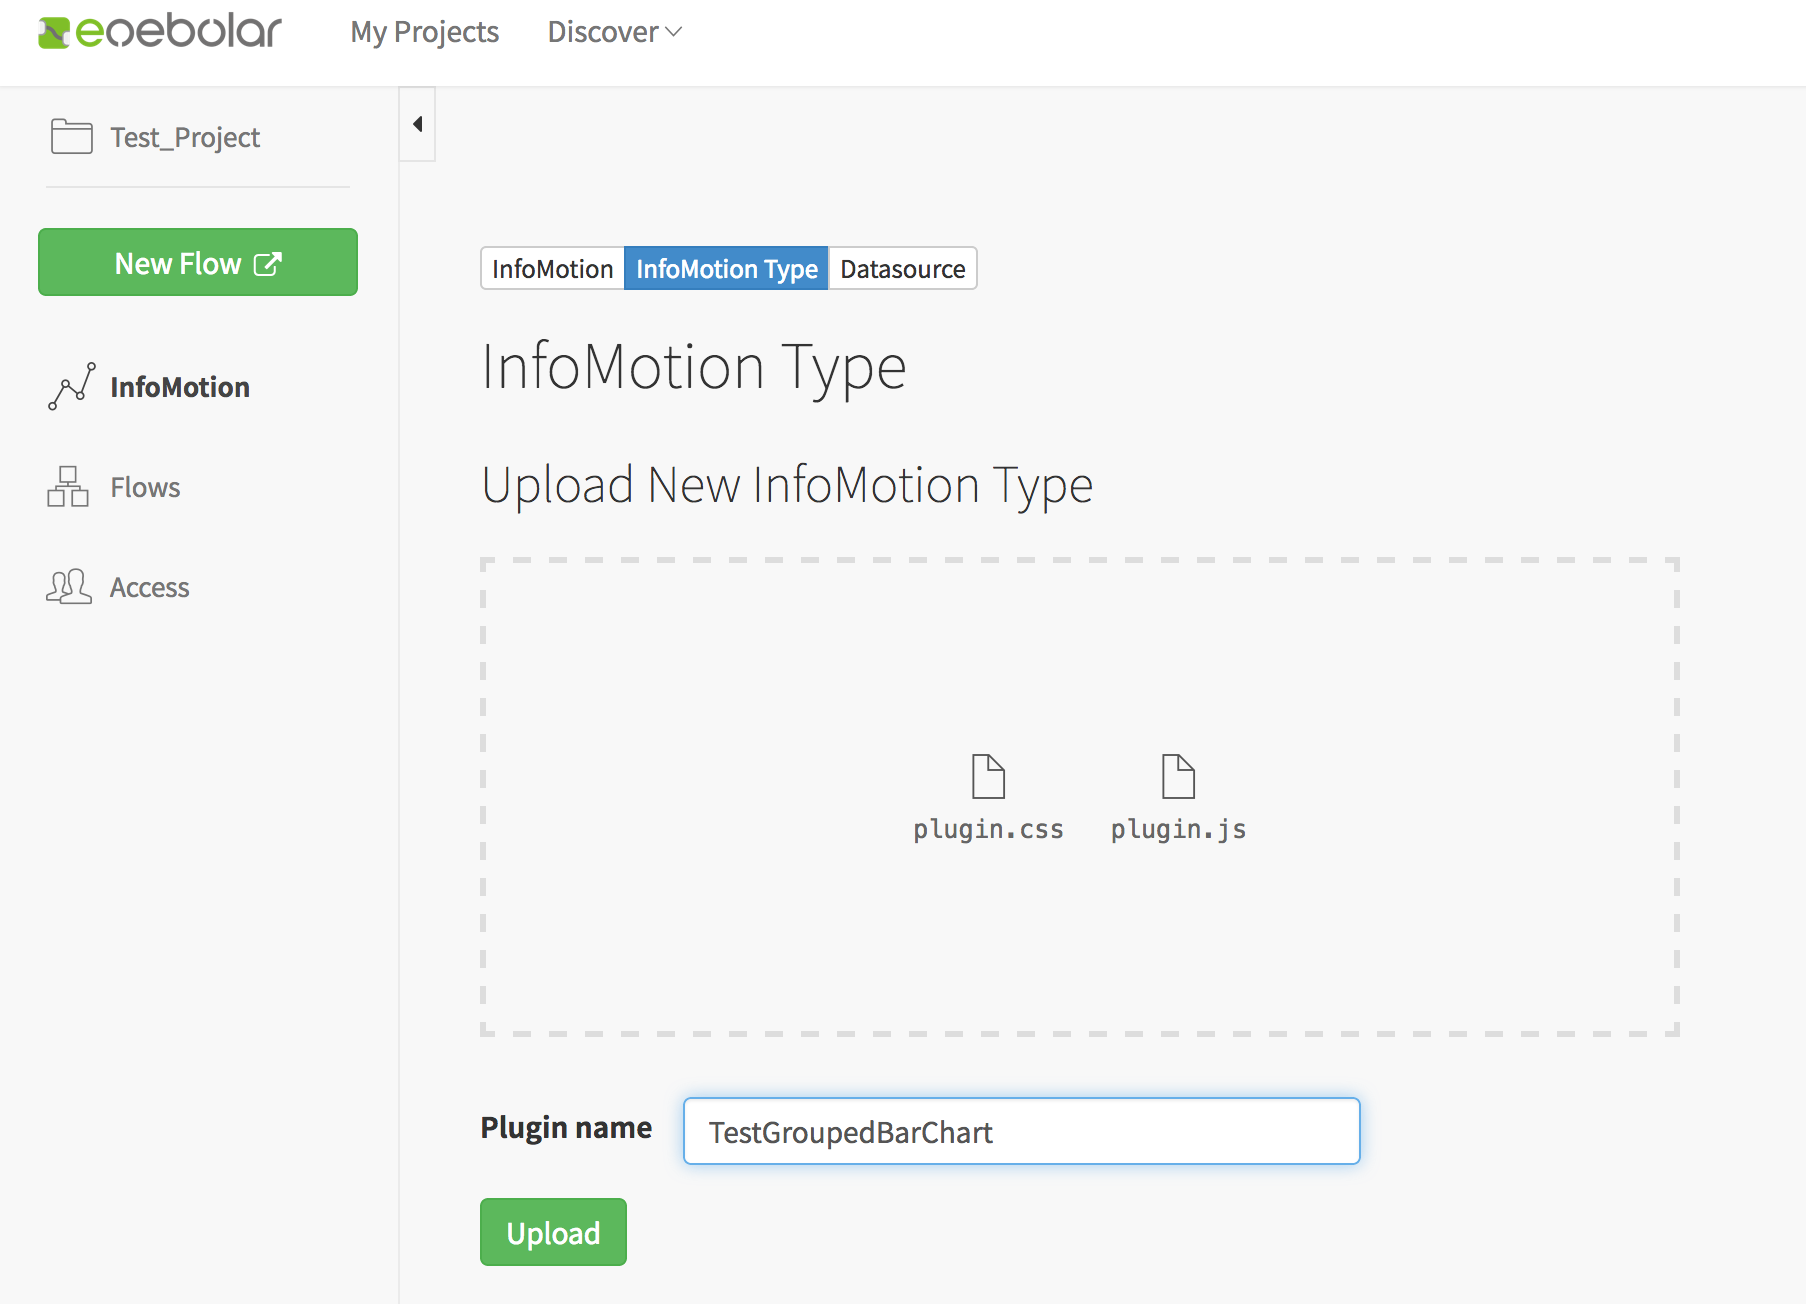 enebular
My Projects
Discover
Test_Project
New Flow
InfoMotion
Flows
Access
InfoMotion
InfoMotion Type
Datasource
InfoMotion Type
Upload New InfoMotion Type
plugin.css
plugin.js
Plugin name
TestGroupedBarChart
Upload